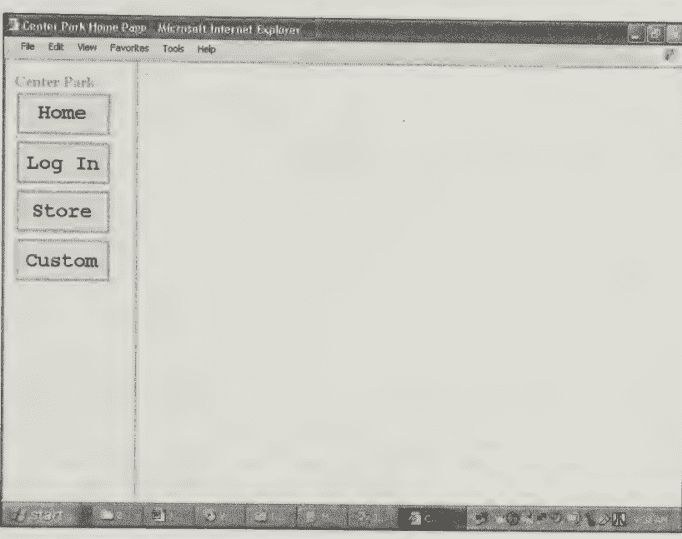 Center Park Home Page - Microsoft Internet Explorer
File Edit View Favorites Tools Help
Center Park
Home
Log In
Store
Custom
start